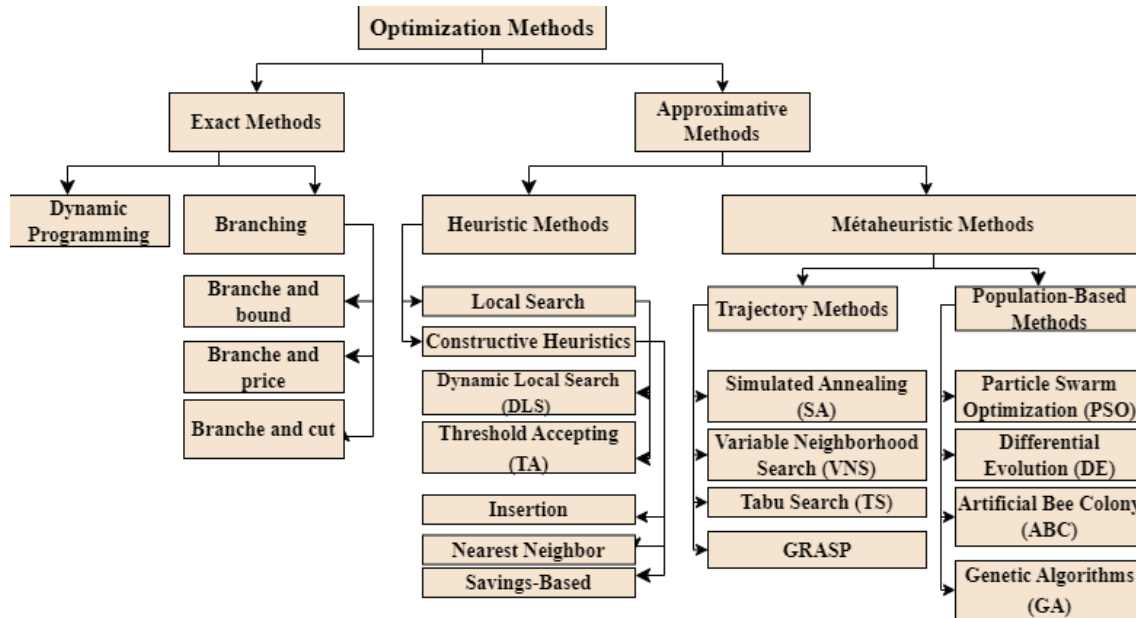 Optimization Methods
Exact Methods
Approximative
Methods
Dynamic
Programming
Branching
Heuristic Methods
Métaheuristic Methods
Branche and
bound
Branche and
price
Branche and cut
Local Search
Constructive Heuristics
Dynamic Local Search
(DLS)
Threshold Accepting
(TA)
Insertion
Nearest Neighbor
Savings-Based
Trajectory Methods
Simulated Annealing
(SA)
Variable Neighborhood
Search (VNS)
Tabu Search (TS)
GRASP
Population-Based
Methods
Particle Swarm
Optimization (PSO)
Differential
Evolution (DE)
Artificial Bee Colony
(ABC)
Genetic Algorithms
(GA)